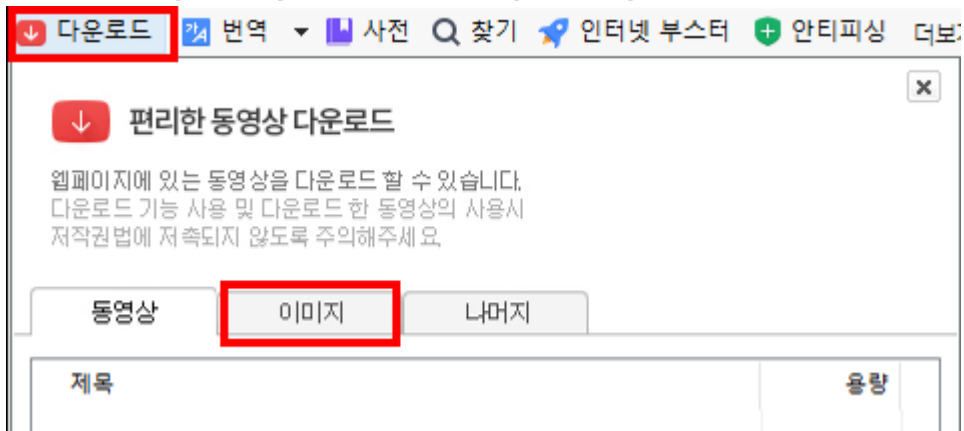 다운로드 번역 사전 찾기 인터넷 부스터 안티피싱 더보
편리한 동영상 다운로드
웹페이지에 있는 동영상을 다운로드 할 수 있습니다.
다운로드 기능 사용 및 다운로드 한 동영상의 사용시
저작권법에 저촉되지 않도록 주의해주세요.
동영상 이미지 나머지
제목 용량